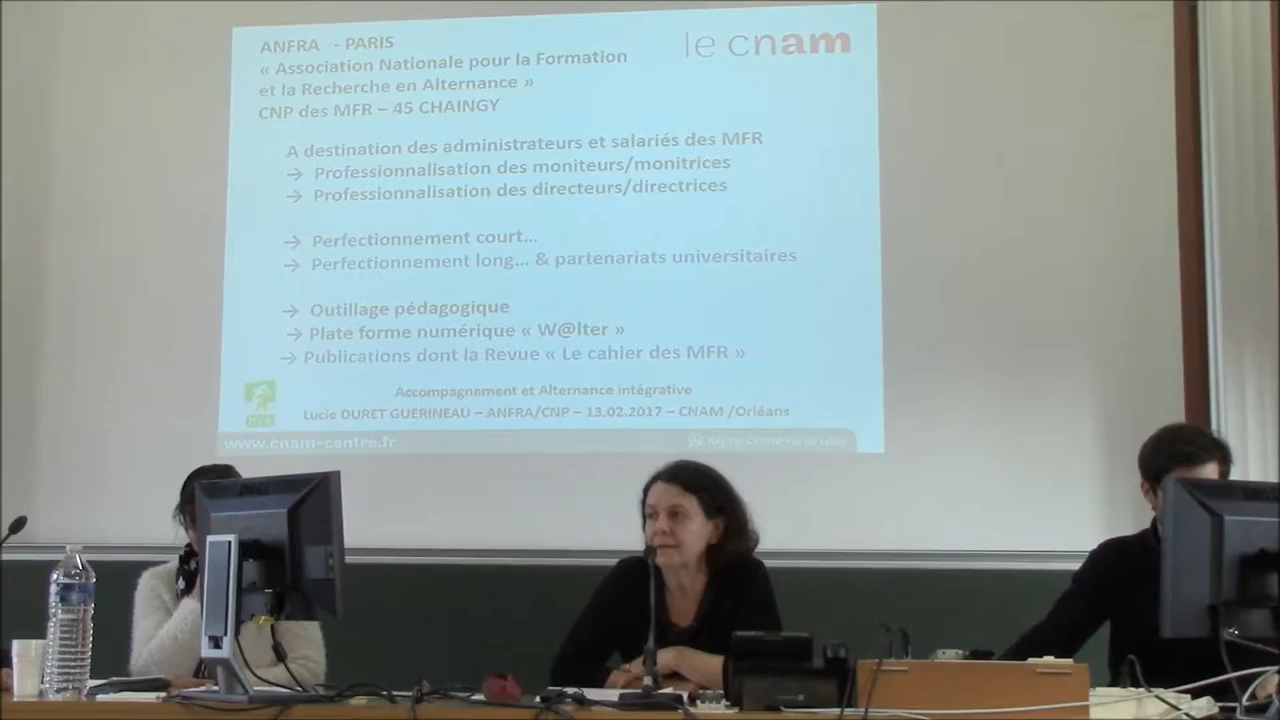 ANFRA - PARIS
le cnam
« Association Nationale pour la Formation
et la Recherche en Alternance »
CNP des MFR – 45 CHAINGY
A destination des administrateurs et salariés des MFR
→ Professionnalisation des moniteurs/monitrices
→ Professionnalisation des directeurs/directrices
→ Perfectionnement court...
→ Perfectionnement long... & partenariats universitaires
→ Outillage pédagogique
→ Plate forme numérique « W@lter »
→ Publications dont la Revue « Le cahier des MFR »
Accompagnement et Alternance intégrative
Lucie DURET GUERINEAU – ANFRA/CNP – 13.02.2017 – CNAM /Orléans
MFR
www.cnam-centre.fr